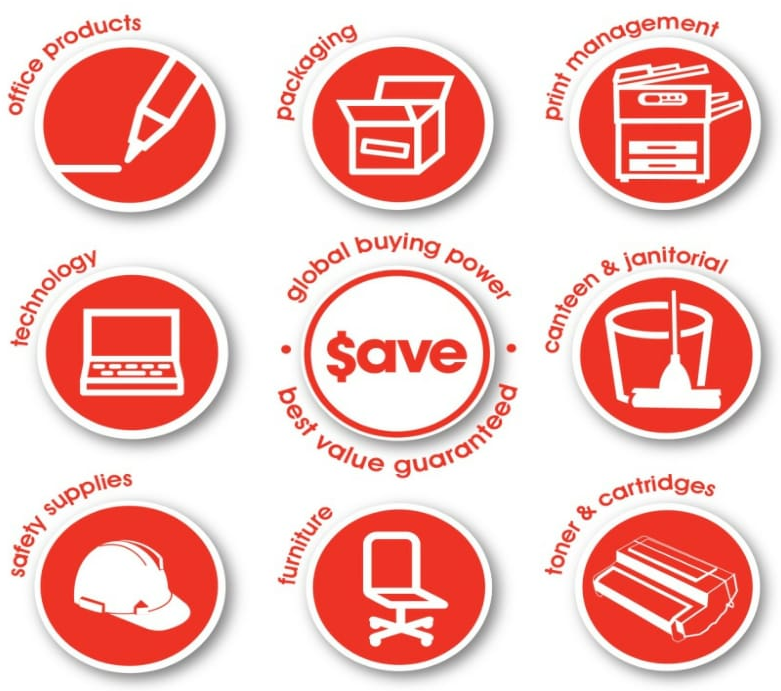 office products
packaging
print management
technology
global buying power
$ave
best value guaranteed
canteen & janitorial
safety supplies
furniture
toner & cartridges